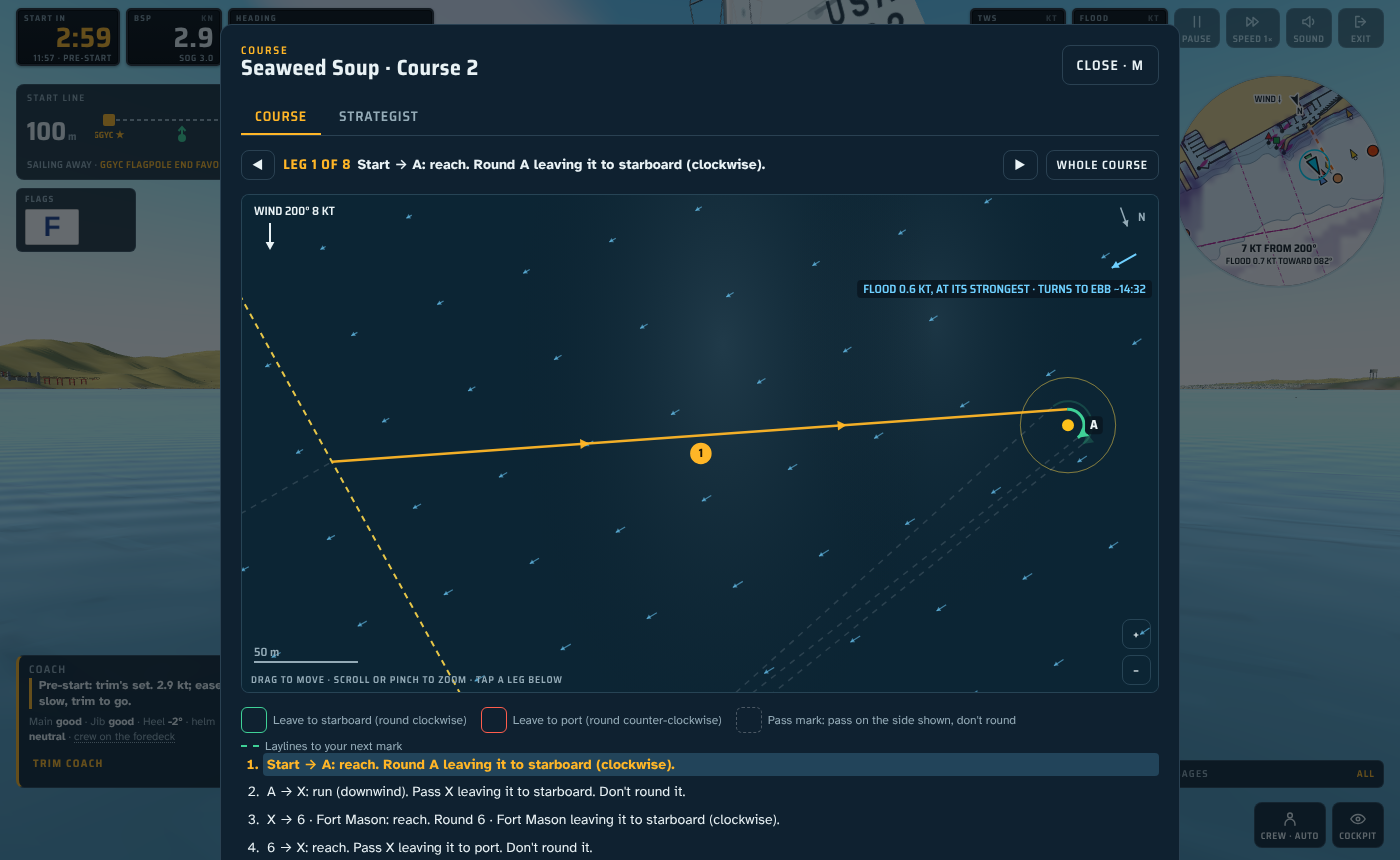 START IN
2:59
11:57 · PRE-START
BSP KN
2.9
SOG 3.0
HEADING
USA
TWS KT
FLOOD KT
PAUSE
SPEED 1×
SOUND
EXIT
START LINE
100 m
SGYC ★
SAILING AWAY · GGYC FLAGPOLE END FAVO
FLAGS
F
COURSE
Seaweed Soup · Course 2
CLOSE · M
COURSE
STRATEGIST
LEG 1 OF 8 Start → A: reach. Round A leaving it to starboard (clockwise).
WHOLE COURSE
WIND 200° 8 KT
N
FLOOD 0.6 KT, AT ITS STRONGEST · TURNS TO EBB ~14:32
A
1
50 m
+
−
DRAG TO MOVE · SCROLL OR PINCH TO ZOOM · TAP A LEG BELOW
WIND
N
7 KT FROM 200°
FLOOD 0.7 KT TOWARD 082°
Leave to starboard (round clockwise)
Leave to port (round counter-clockwise)
Pass mark: pass on the side shown, don't round
Laylines to your next mark
1. Start → A: reach. Round A leaving it to starboard (clockwise).
2. A → X: run (downwind). Pass X leaving it to starboard. Don't round it.
3. X → 6 · Fort Mason: reach. Round 6 · Fort Mason leaving it to starboard (clockwise).
4. 6 → X: reach. Pass X leaving it to port. Don't round it.
COACH
Pre-start: trim's set. 2.9 kt; ease
slow, trim to go.
Main good · Jib good · Heel -2° · helm
neutral · crew on the foredeck
TRIM COACH
AGES
ALL
CREW · AUTO
COCKPIT